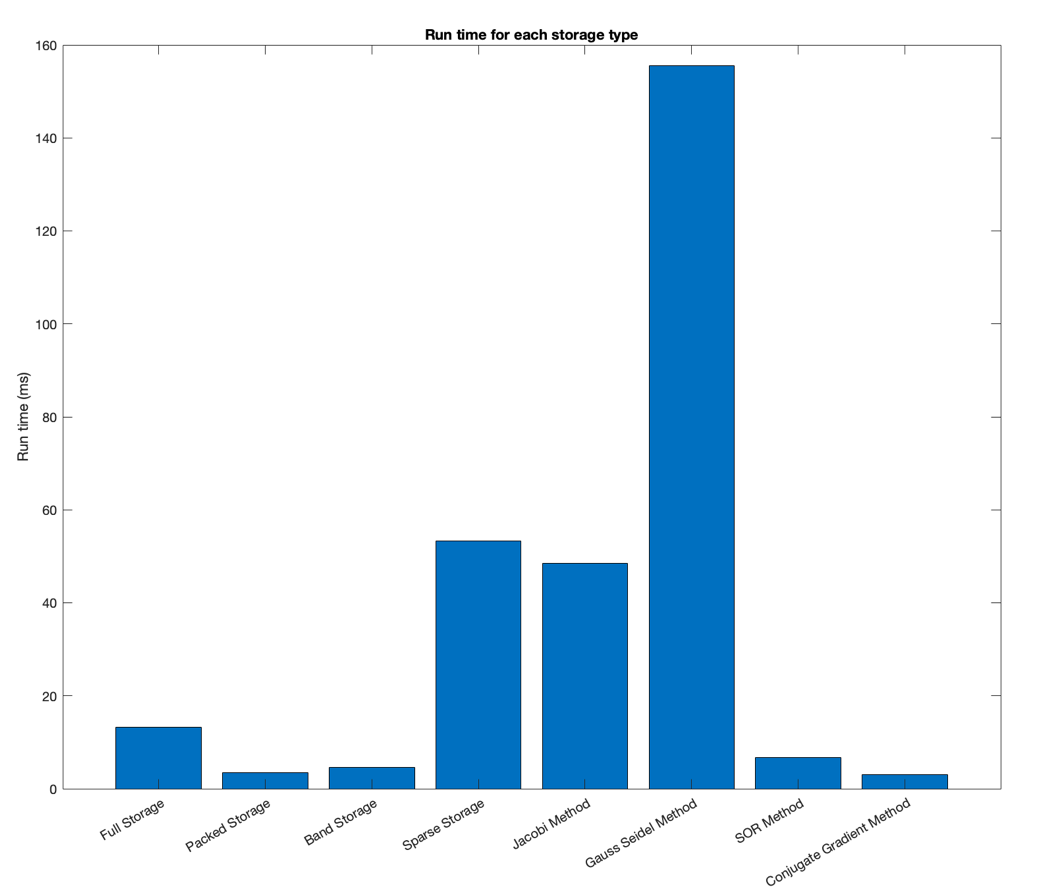 Run time for each storage type
160
140
120
100
80
60
40
20
0
Run time (ms)
Full Storage
Packed Storage
Band Storage
Sparse Storage
Jacobi Method
Gauss Seidel Method
SOR Method
Conjugate Gradient Method